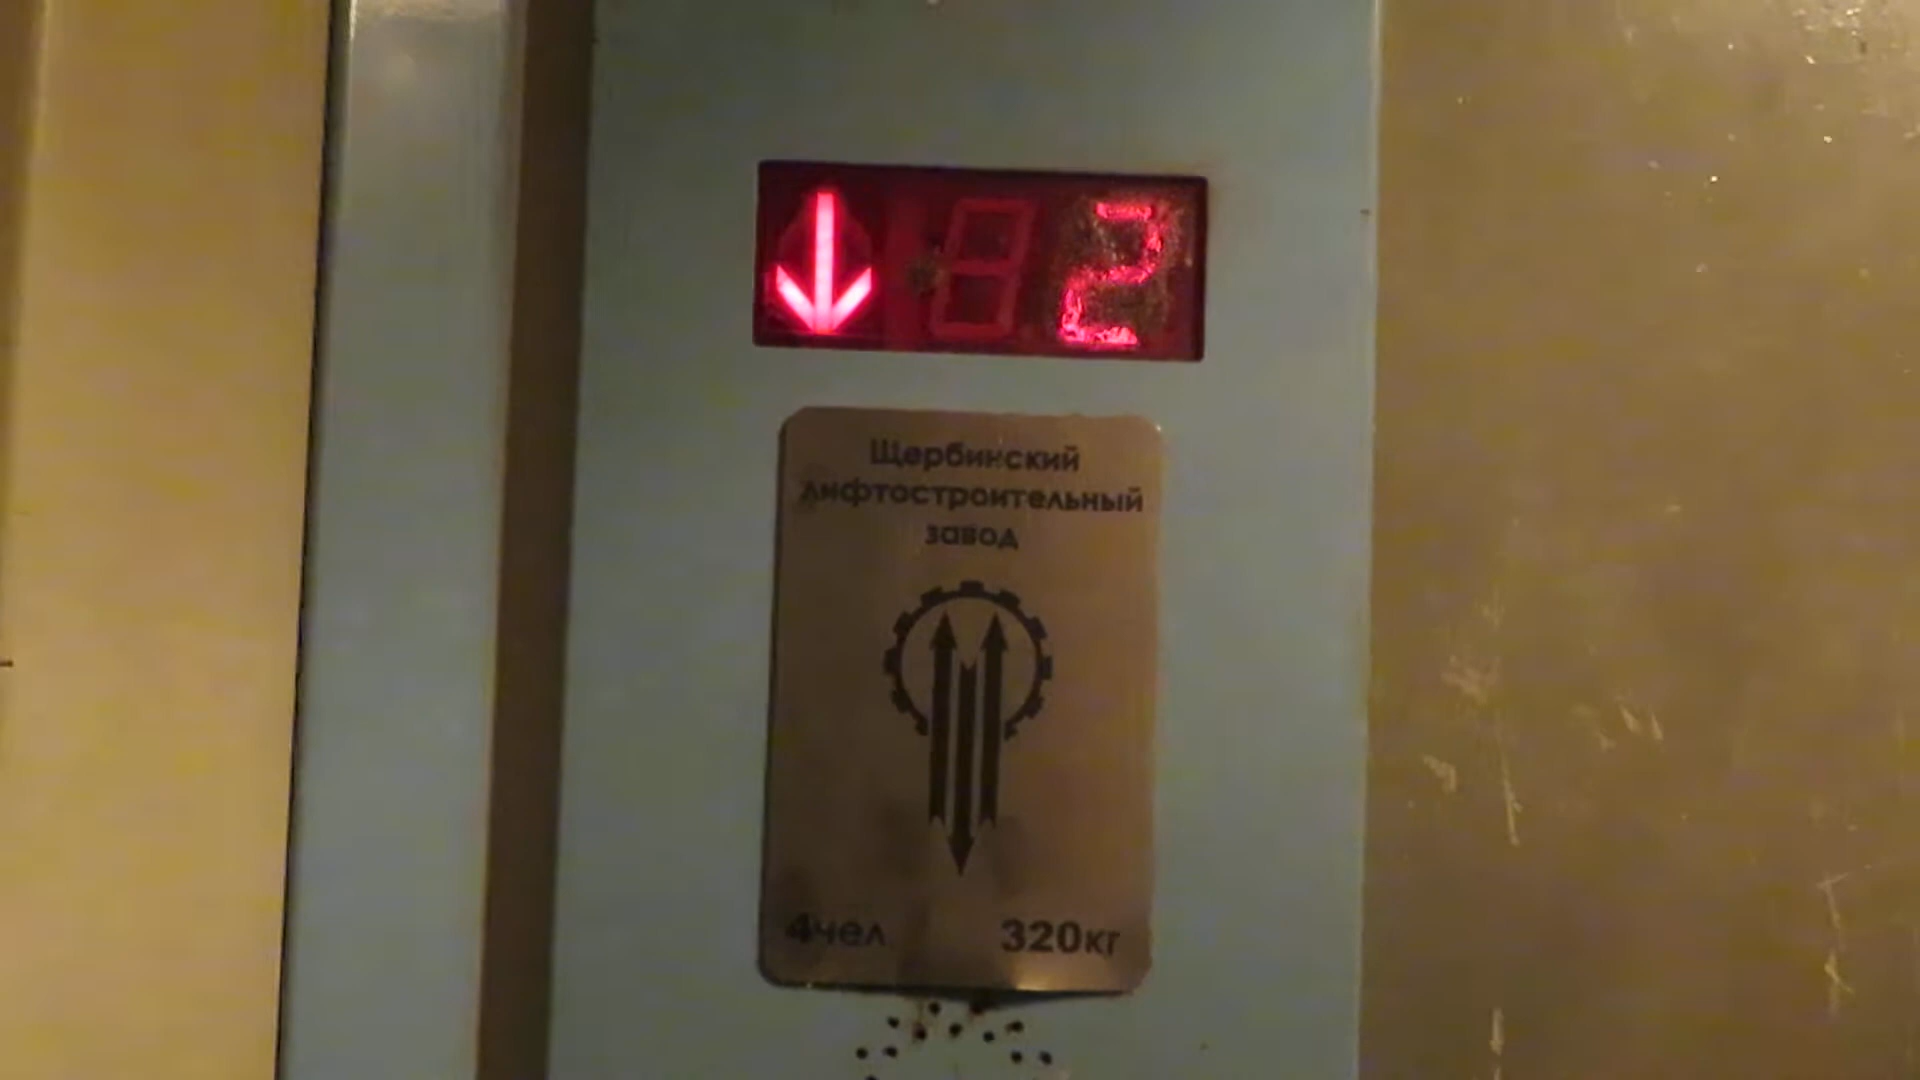 2
Щербинский
лифтостроительный
завод
4чел 320кг